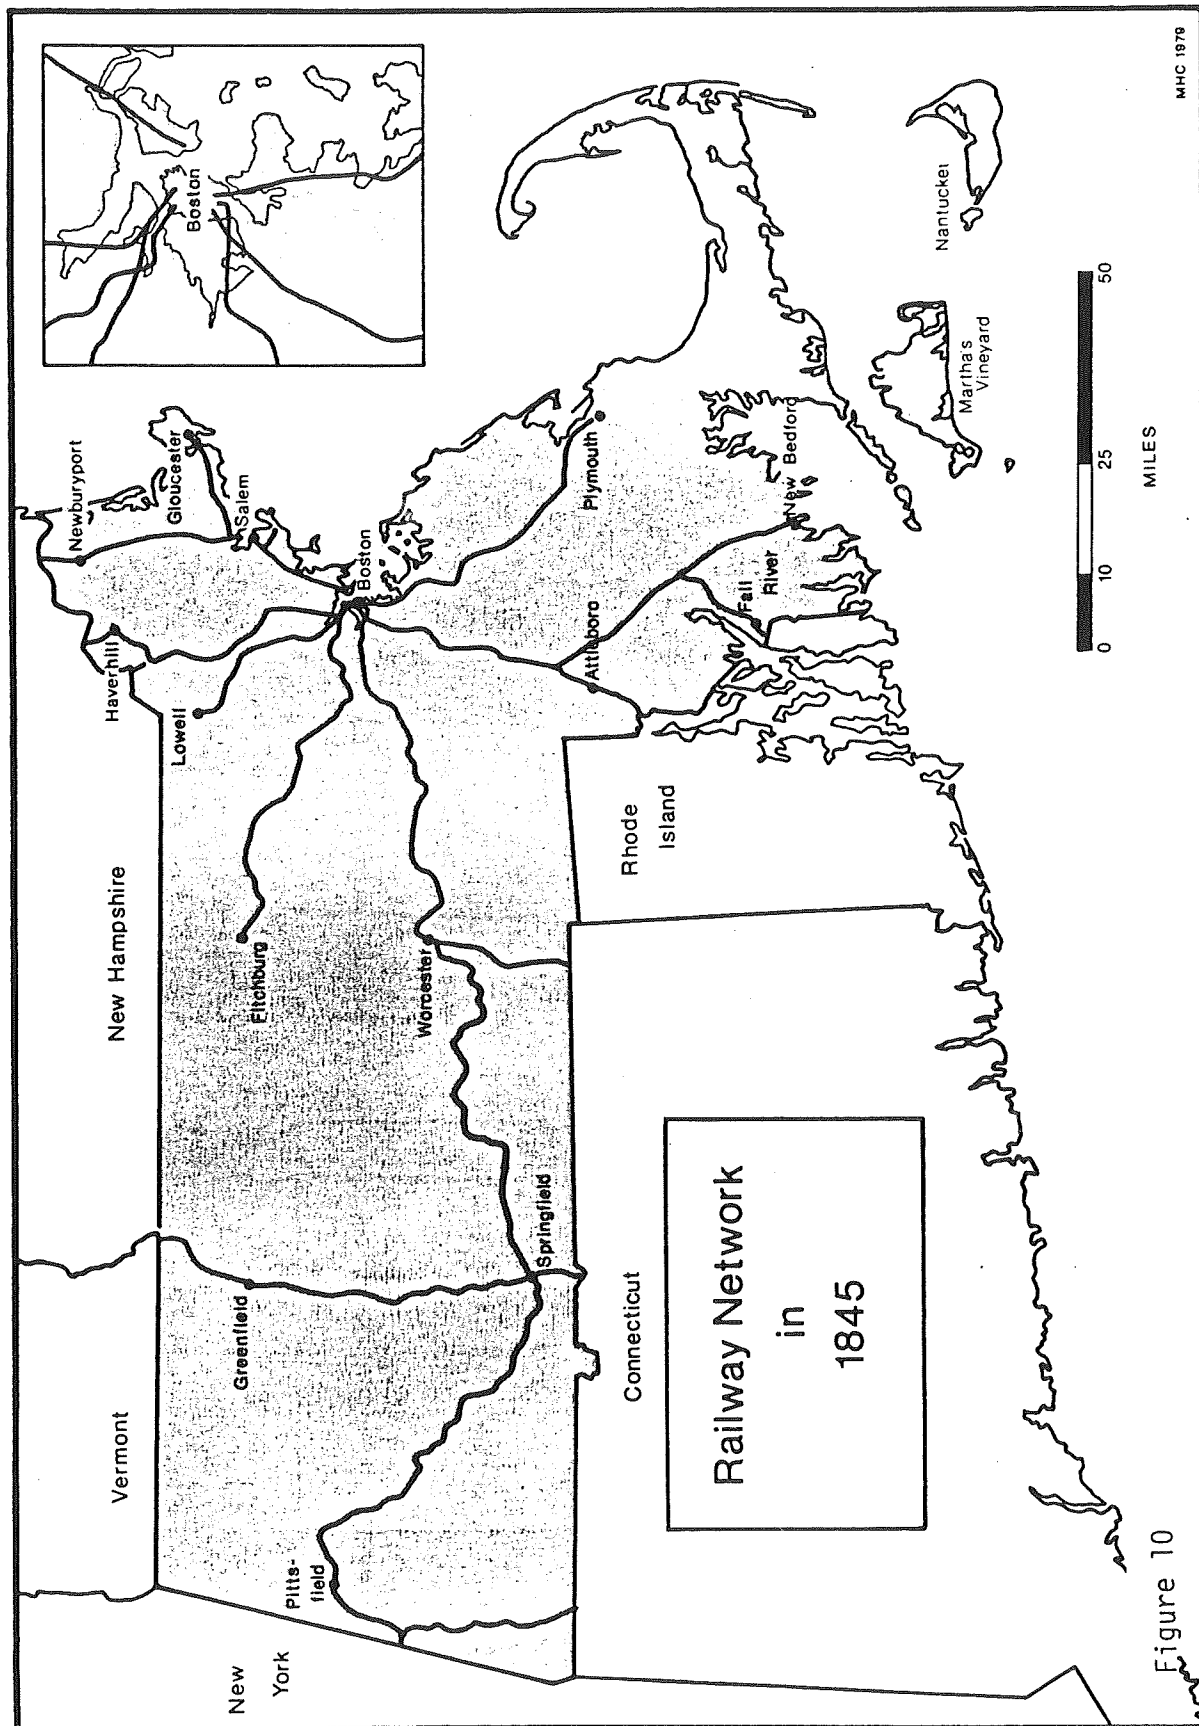 Boston
Newburyport
Gloucester
Salem
Haverhill
Lowell
Boston
New Hampshire
Fitchburg
Worcester
Plymouth
Attleboro
New Bedford
Fall
River
Nantucket
Martha's
Vineyard
0 10 25 50
MILES
Vermont
Greenfield
Springfield
Pitts-
field
New
York
Rhode
Island
Connecticut
Railway Network
in
1845
MHC 1979
Figure 10